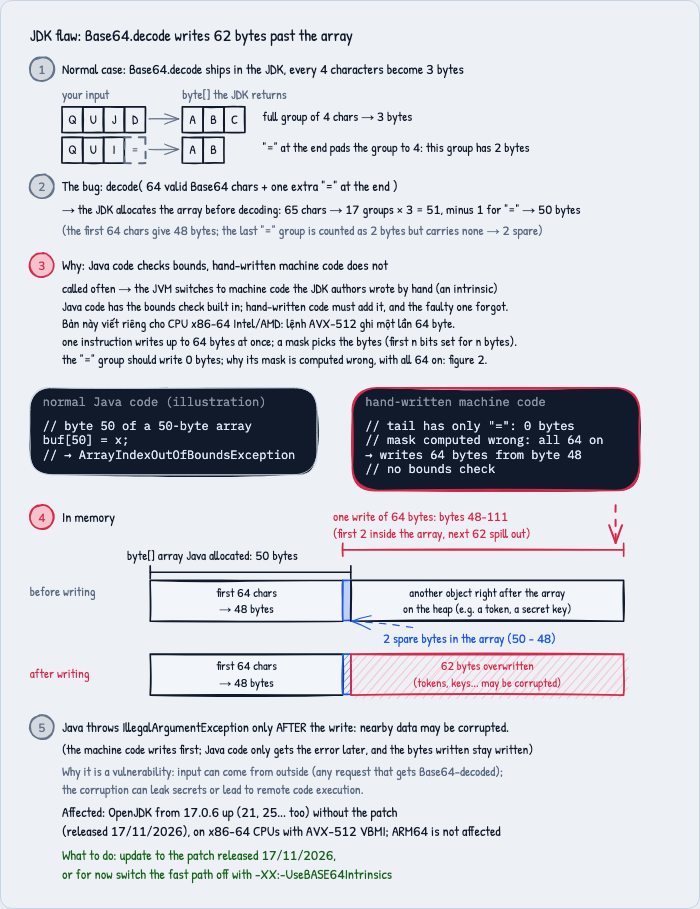 JDK flaw: Base64.decode writes 62 bytes past the array
1
Normal case: Base64.decode ships in the JDK, every 4 characters become 3 bytes
your input
byte[] the JDK returns
Q U J D → A B C
full group of 4 chars → 3 bytes
Q U I = → A B
"=" at the end pads the group to 4: this group has 2 bytes
2
The bug: decode( 64 valid Base64 chars + one extra "=" at the end )
→ the JDK allocates the array before decoding: 65 chars → 17 groups × 3 = 51, minus 1 for "=" → 50 bytes
(the first 64 chars give 48 bytes; the last "=" group is counted as 2 bytes but carries none → 2 spare)
3
Why: Java code checks bounds, hand-written machine code does not
called often → the JVM switches to machine code the JDK authors wrote by hand (an intrinsic)
Java code has the bounds check built in; hand-written code must add it, and the faulty one forgot.
Bản này viết riêng cho CPU x86-64 Intel/AMD: lệnh AVX-512 ghi một lần 64 byte.
one instruction writes up to 64 bytes at once; a mask picks the bytes (first n bits set for n bytes).
the "=" group should write 0 bytes; why its mask is computed wrong, with all 64 on: figure 2.
normal Java code (illustration)
// byte 50 of a 50-byte array
buf[50] = x;
// → ArrayIndexOutOfBoundsException
hand-written machine code
// tail has only "=": 0 bytes
// mask computed wrong: all 64 on
→ writes 64 bytes from byte 48
// no bounds check
4
In memory
one write of 64 bytes: bytes 48-111
(first 2 inside the array, next 62 spill out)
byte[] array Java allocated: 50 bytes
before writing
first 64 chars
→ 48 bytes
another object right after the array
on the heap (e.g. a token, a secret key)
2 spare bytes in the array (50 - 48)
after writing
first 64 chars
→ 48 bytes
62 bytes overwritten
(tokens, keys... may be corrupted)
5
Java throws IllegalArgumentException only AFTER the write: nearby data may be corrupted.
(the machine code writes first; Java code only gets the error later, and the bytes written stay written)
Why it is a vulnerability: input can come from outside (any request that gets Base64-decoded);
the corruption can leak secrets or lead to remote code execution.
Affected: OpenJDK from 17.0.6 up (21, 25... too) without the patch
(released 17/11/2026), on x86-64 CPUs with AVX-512 VBMI; ARM64 is not affected
What to do: update to the patch released 17/11/2026,
or for now switch the fast path off with -XX:-UseBASE64Intrinsics